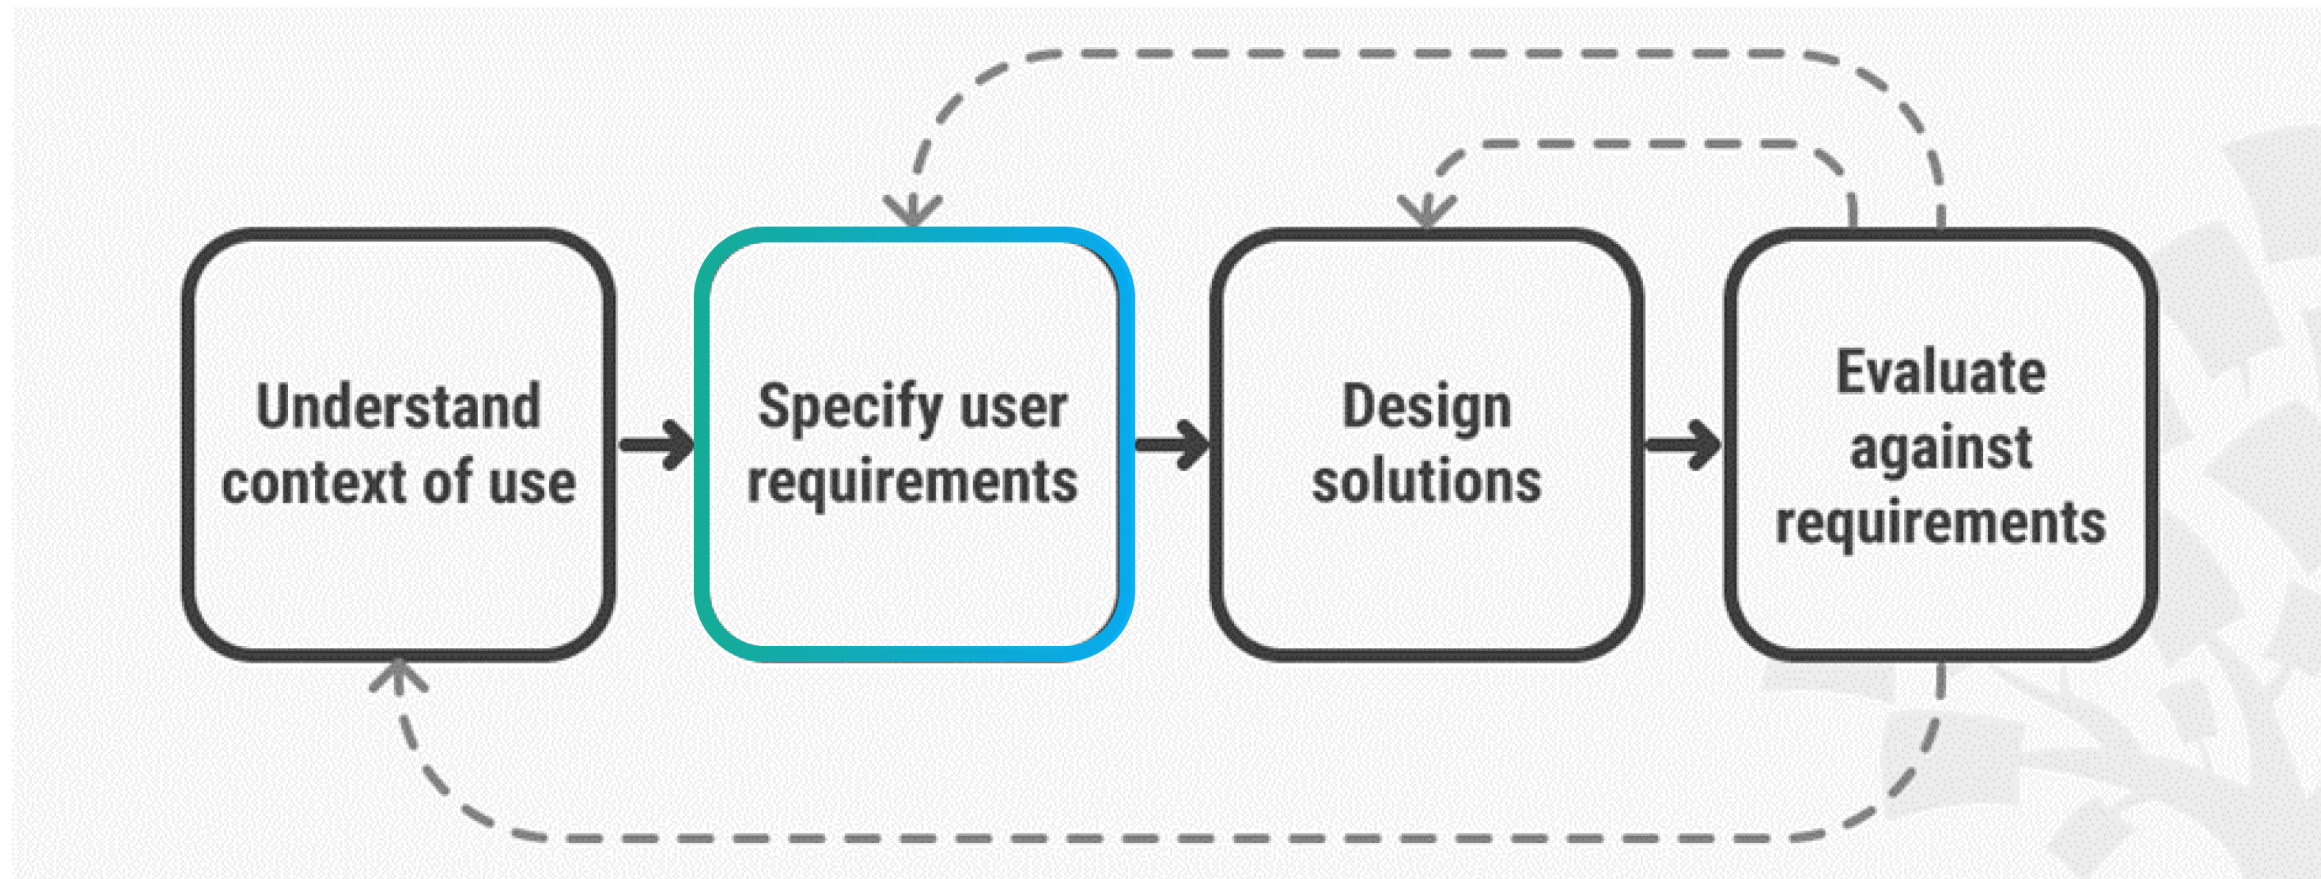 Understand
context of use
Specify user
requirements
Design
solutions
Evaluate
against
requirements